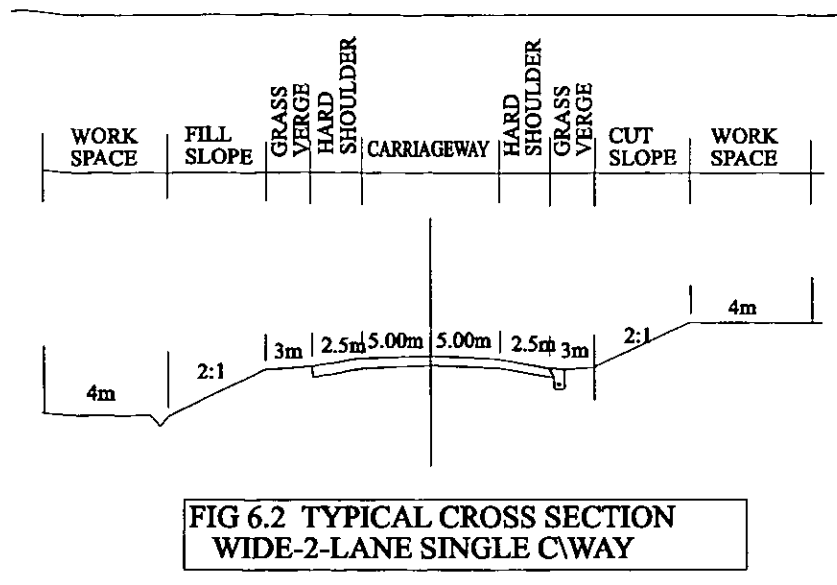 WORK
SPACE
FILL
SLOPE
GRASS
VERGE
HARD
SHOULDER
CARRIAGEWAY
HARD
SHOULDER
GRASS
VERGE
CUT
SLOPE
WORK
SPACE
4m
2:1
3m
2.5m
5.00m
5.00m
2.5m
3m
2:1
4m
FIG 6.2 TYPICAL CROSS SECTION
WIDE-2-LANE SINGLE C\WAY